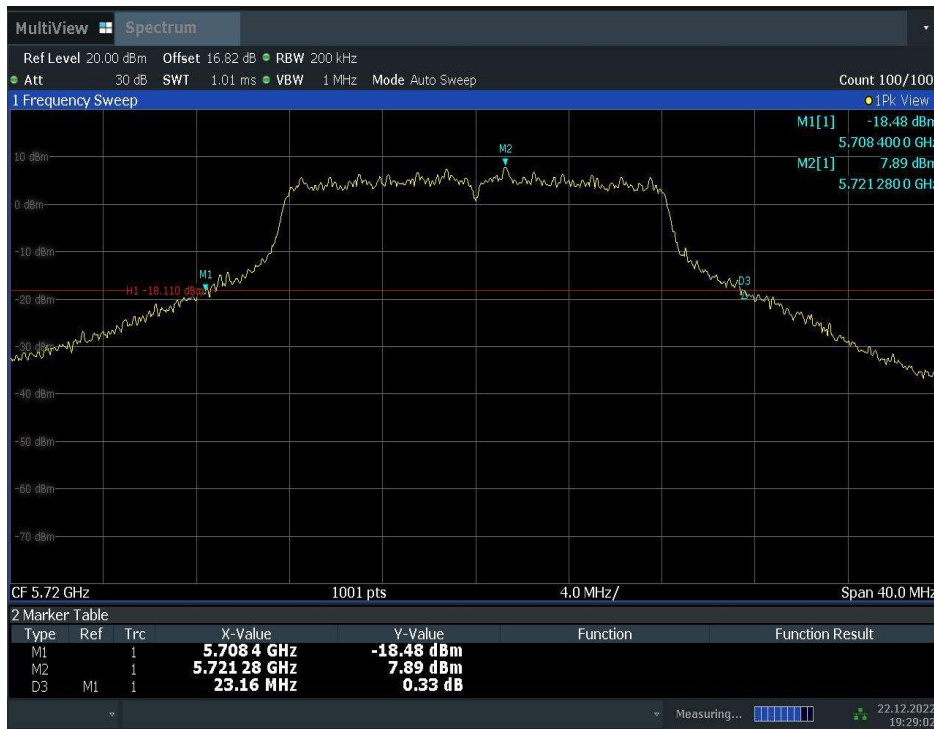 MultiView Spectrum
Ref Level 20.00 dBm Offset 16.82 dB RBW 200 kHz
Att 30 dB SWT 1.01 ms VBW 1 MHz Mode Auto Sweep Count 100/100
1 Frequency Sweep 1Pk View
M1[1] -18.48 dBm
5.708 400 0 GHz
M2[1] 7.89 dBm
5.721 280 0 GHz
M2
10 dBm
0 dBm
-10 dBm
M1
D3
H1 -18.110 dBm
-20 dBm
-30 dBm
-40 dBm
-50 dBm
-60 dBm
-70 dBm
CF 5.72 GHz 1001 pts 4.0 MHz/ Span 40.0 MHz
2 Marker Table
Type Ref Trc X-Value Y-Value Function Function Result
M1 1 5.708 4 GHz -18.48 dBm
M2 1 5.721 28 GHz 7.89 dBm
D3 M1 1 23.16 MHz 0.33 dB
Measuring... 22.12.2022
19:29:02